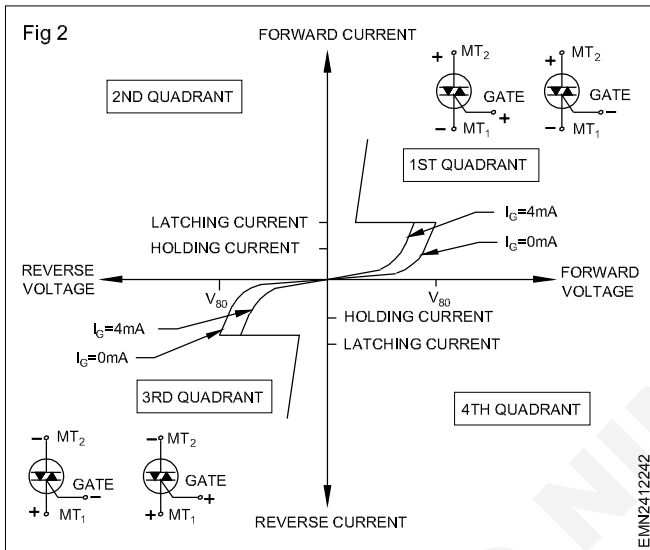 Fig 2
FORWARD CURRENT
2ND QUADRANT
+ MT2
GATE
+
- MT1
+ MT2
GATE
-
- MT1
1ST QUADRANT
LATCHING CURRENT
HOLDING CURRENT
IG=4mA
IG=0mA
REVERSE
VOLTAGE
V80
V80
FORWARD
VOLTAGE
IG=4mA
IG=0mA
HOLDING CURRENT
LATCHING CURRENT
3RD QUADRANT
4TH QUADRANT
- MT2
GATE
-
+ MT1
- MT2
GATE
+
+ MT1
REVERSE CURRENT
EMN2412242